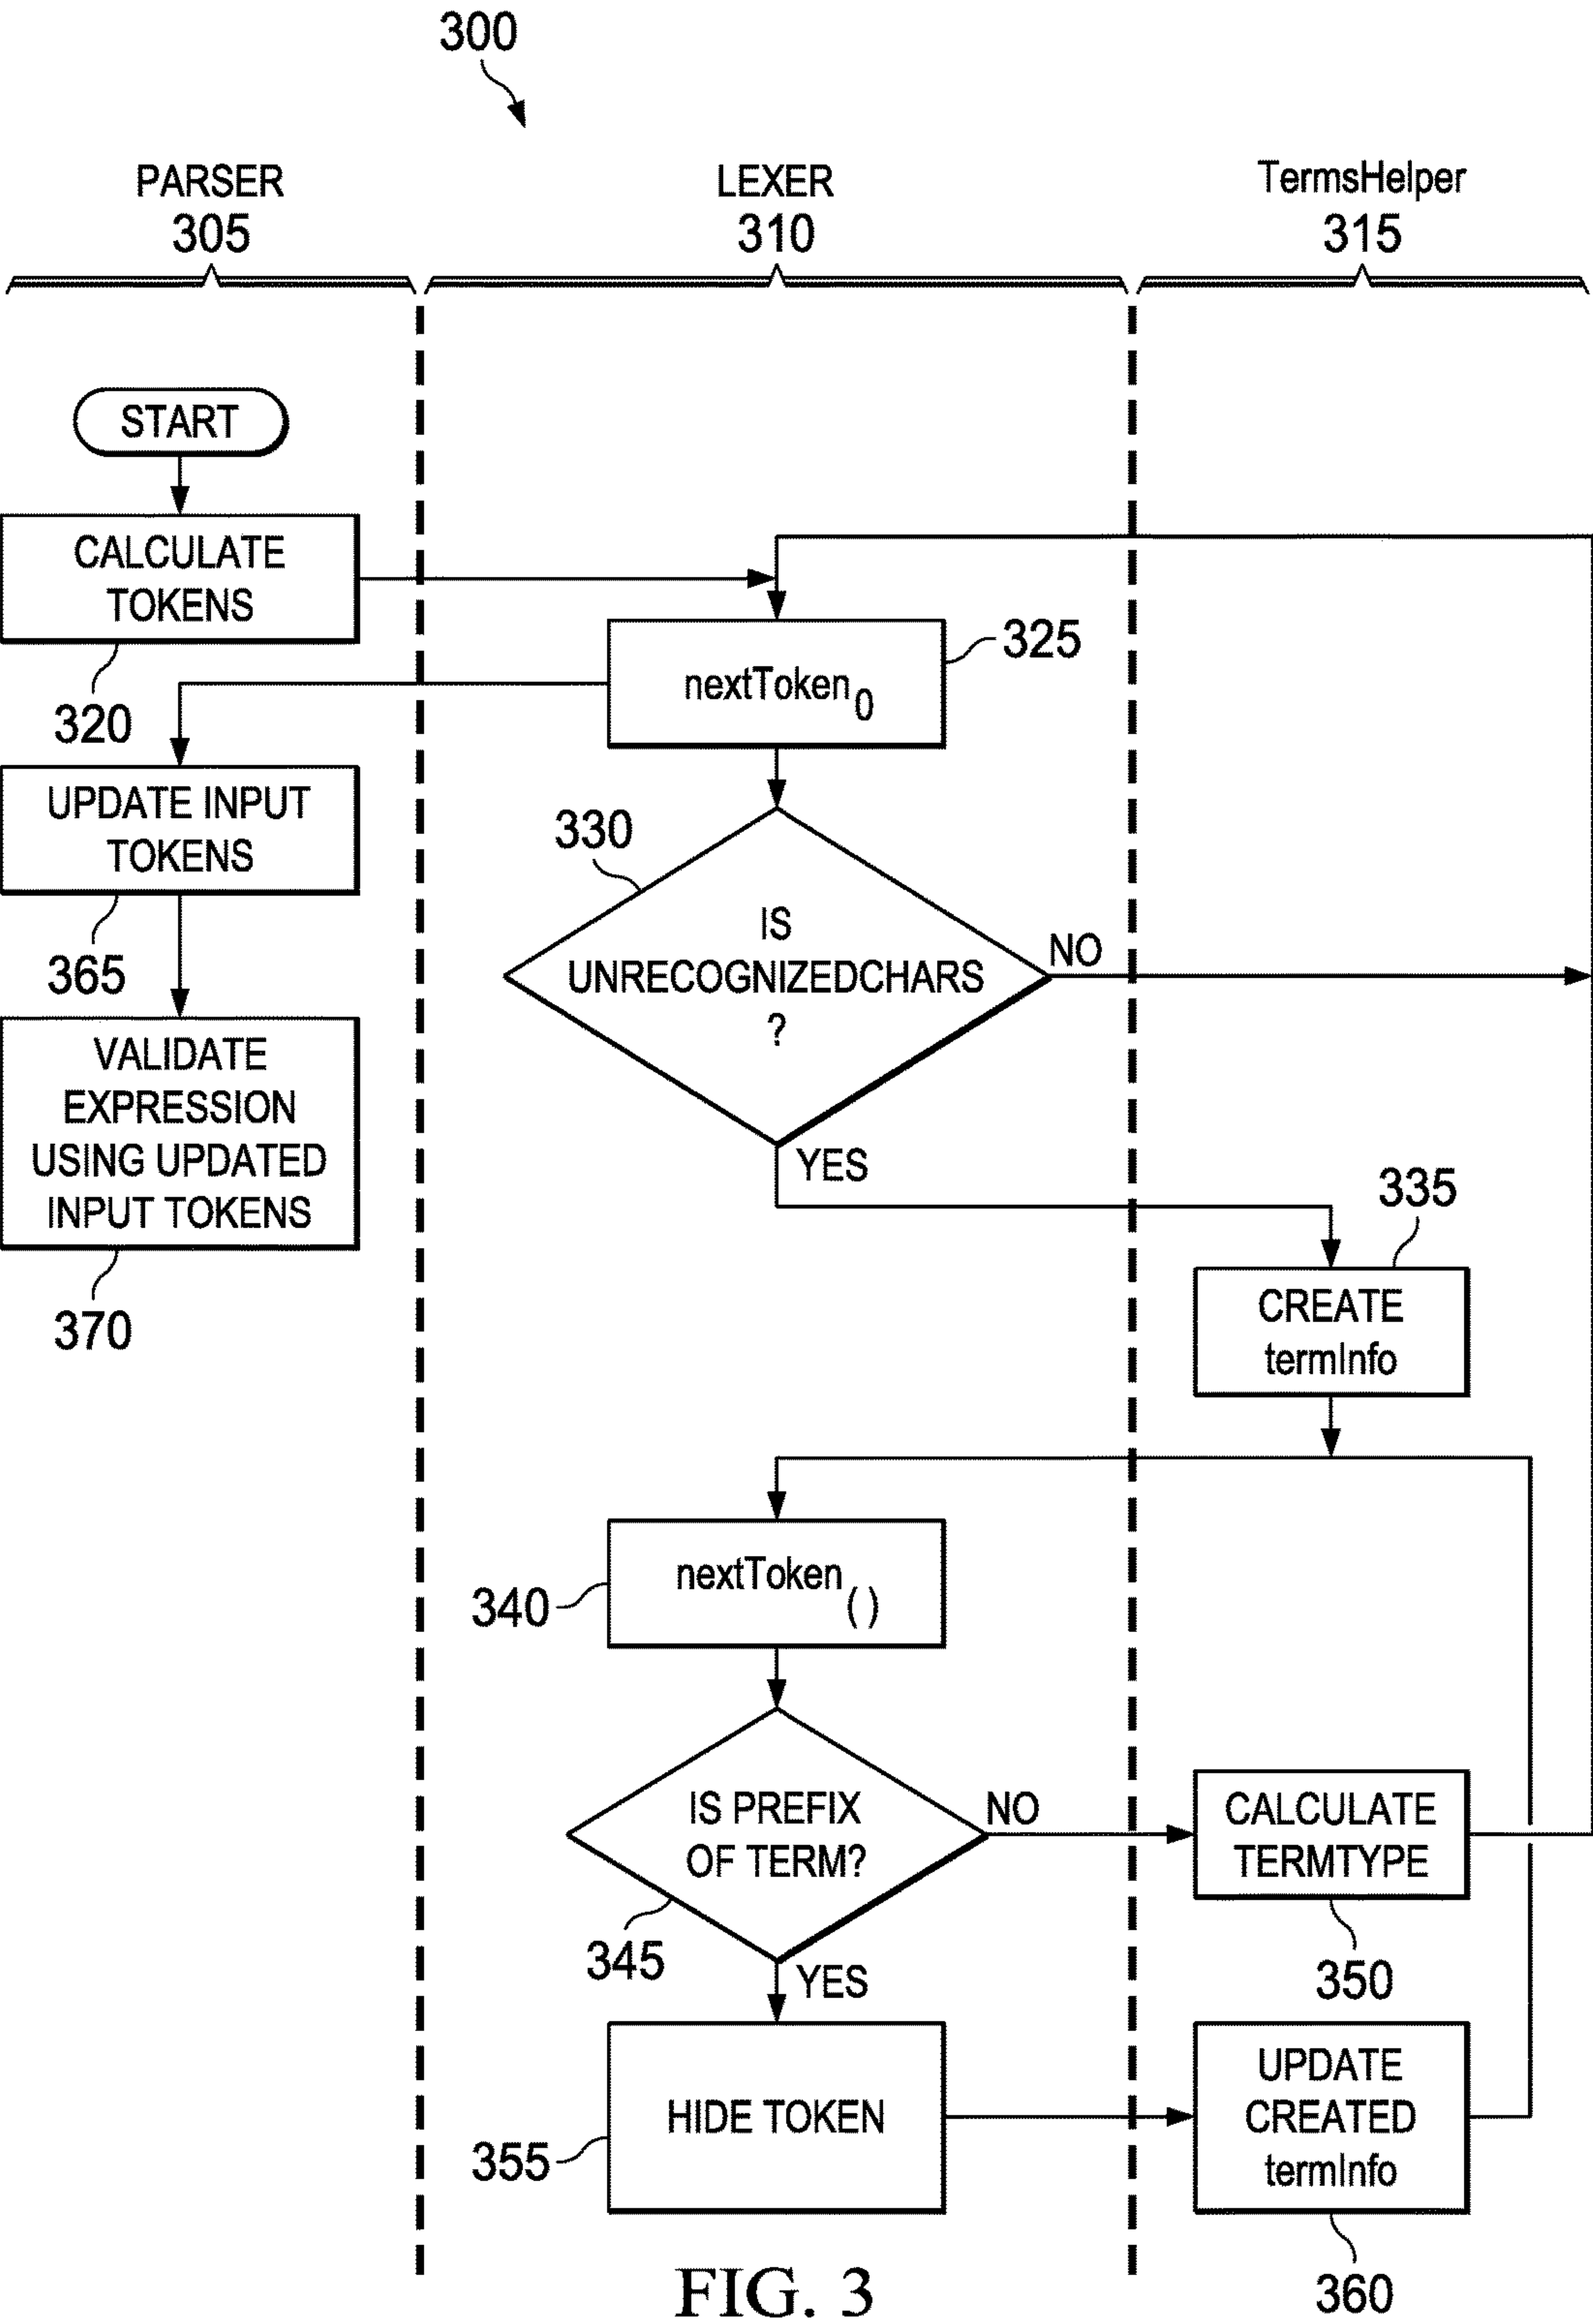 300
PARSER
305
LEXER
310
TermsHelper
315
START
CALCULATE
TOKENS
320
nextToken0
325
UPDATE INPUT
TOKENS
365
330
IS
UNRECOGNIZEDCHARS
?
NO
YES
VALIDATE
EXPRESSION
USING UPDATED
INPUT TOKENS
370
335
CREATE
termInfo
nextToken()
340
IS PREFIX
OF TERM?
NO
345
YES
CALCULATE
TERMTYPE
350
HIDE TOKEN
355
UPDATE
CREATED
termInfo
360
FIG. 3